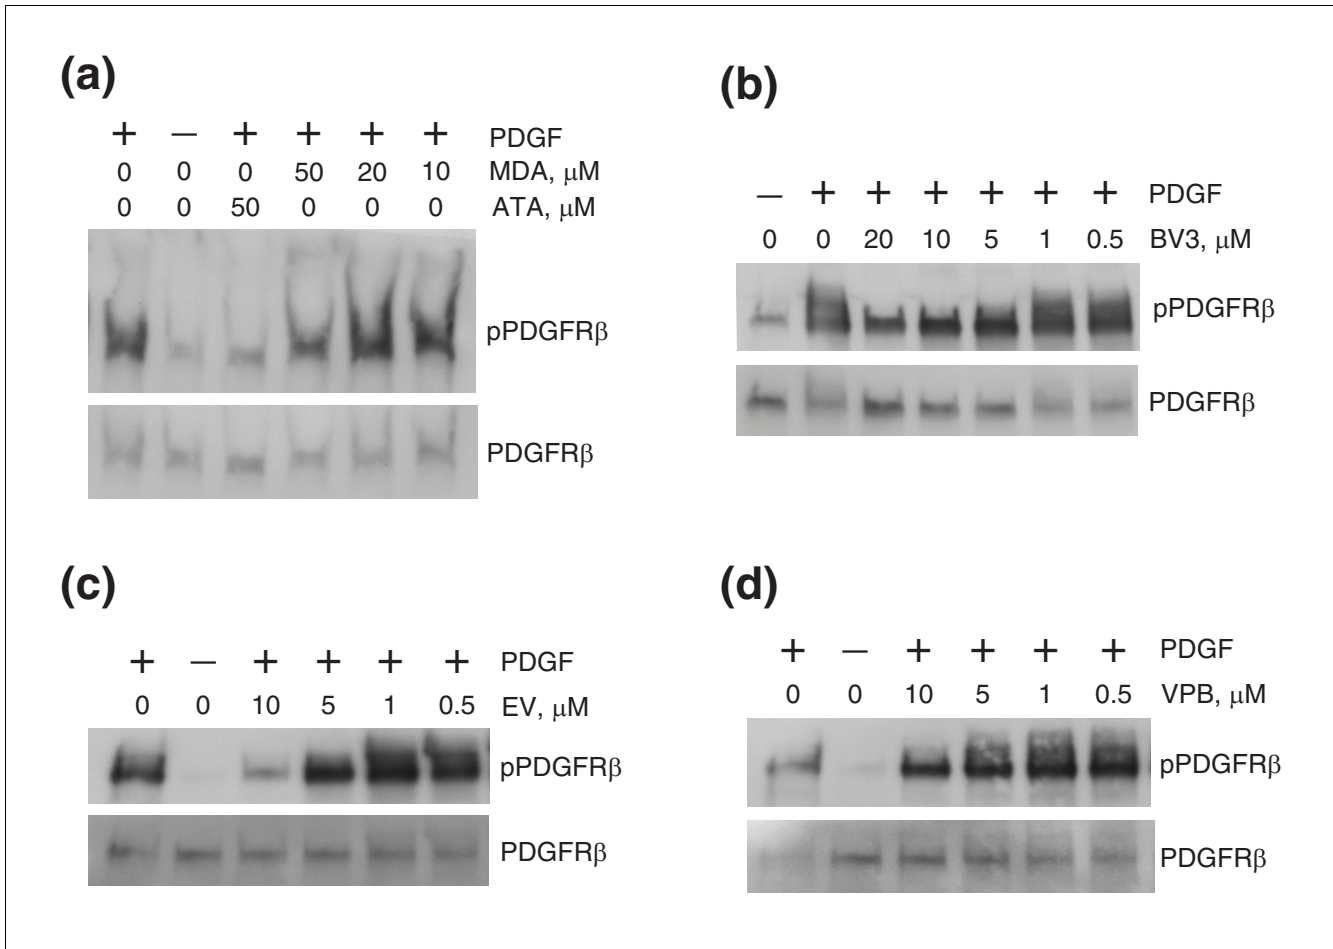 (a)
+ — + + + + PDGF
0 0 0 50 20 10 MDA, μM
0 0 50 0 0 0 ATA, μM
pPDGFRβ
PDGFRβ
(b)
— + + + + + + PDGF
0 0 20 10 5 1 0.5 BV3, μM
pPDGFRβ
PDGFRβ
(c)
+ — + + + + PDGF
0 0 10 5 1 0.5 EV, μM
pPDGFRβ
PDGFRβ
(d)
+ — + + + + PDGF
0 0 10 5 1 0.5 VPB, μM
pPDGFRβ
PDGFRβ